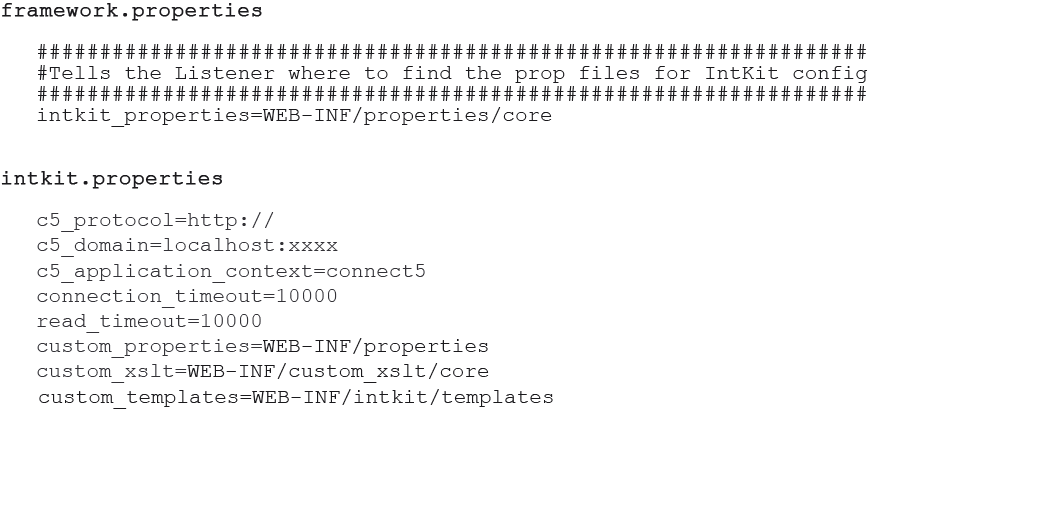 framework.properties
##################################################################
#Tells the Listener where to find the prop files for IntKit config
##################################################################
intkit_properties=WEB-INF/properties/core
intkit.properties
c5_protocol=http://
c5_domain=localhost:xxxx
c5_application_context=connect5
connection_timeout=10000
read_timeout=10000
custom_properties=WEB-INF/properties
custom_xslt=WEB-INF/custom_xslt/core
custom_templates=WEB-INF/intkit/templates